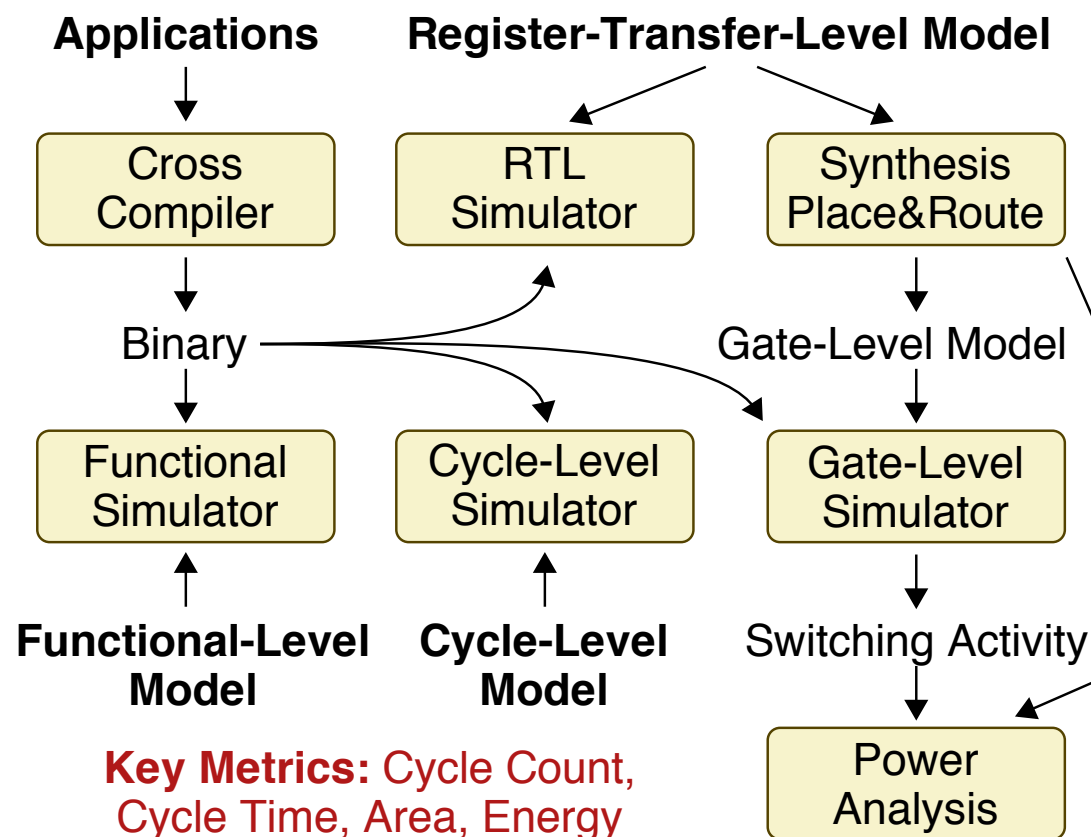 Applications
Register-Transfer-Level Model
Cross
Compiler
RTL
Simulator
Synthesis
Place&Route
Binary
Gate-Level Model
Functional
Simulator
Cycle-Level
Simulator
Gate-Level
Simulator
Functional-Level
Model
Cycle-Level
Model
Switching Activity
Key Metrics: Cycle Count,
Cycle Time, Area, Energy
Power
Analysis